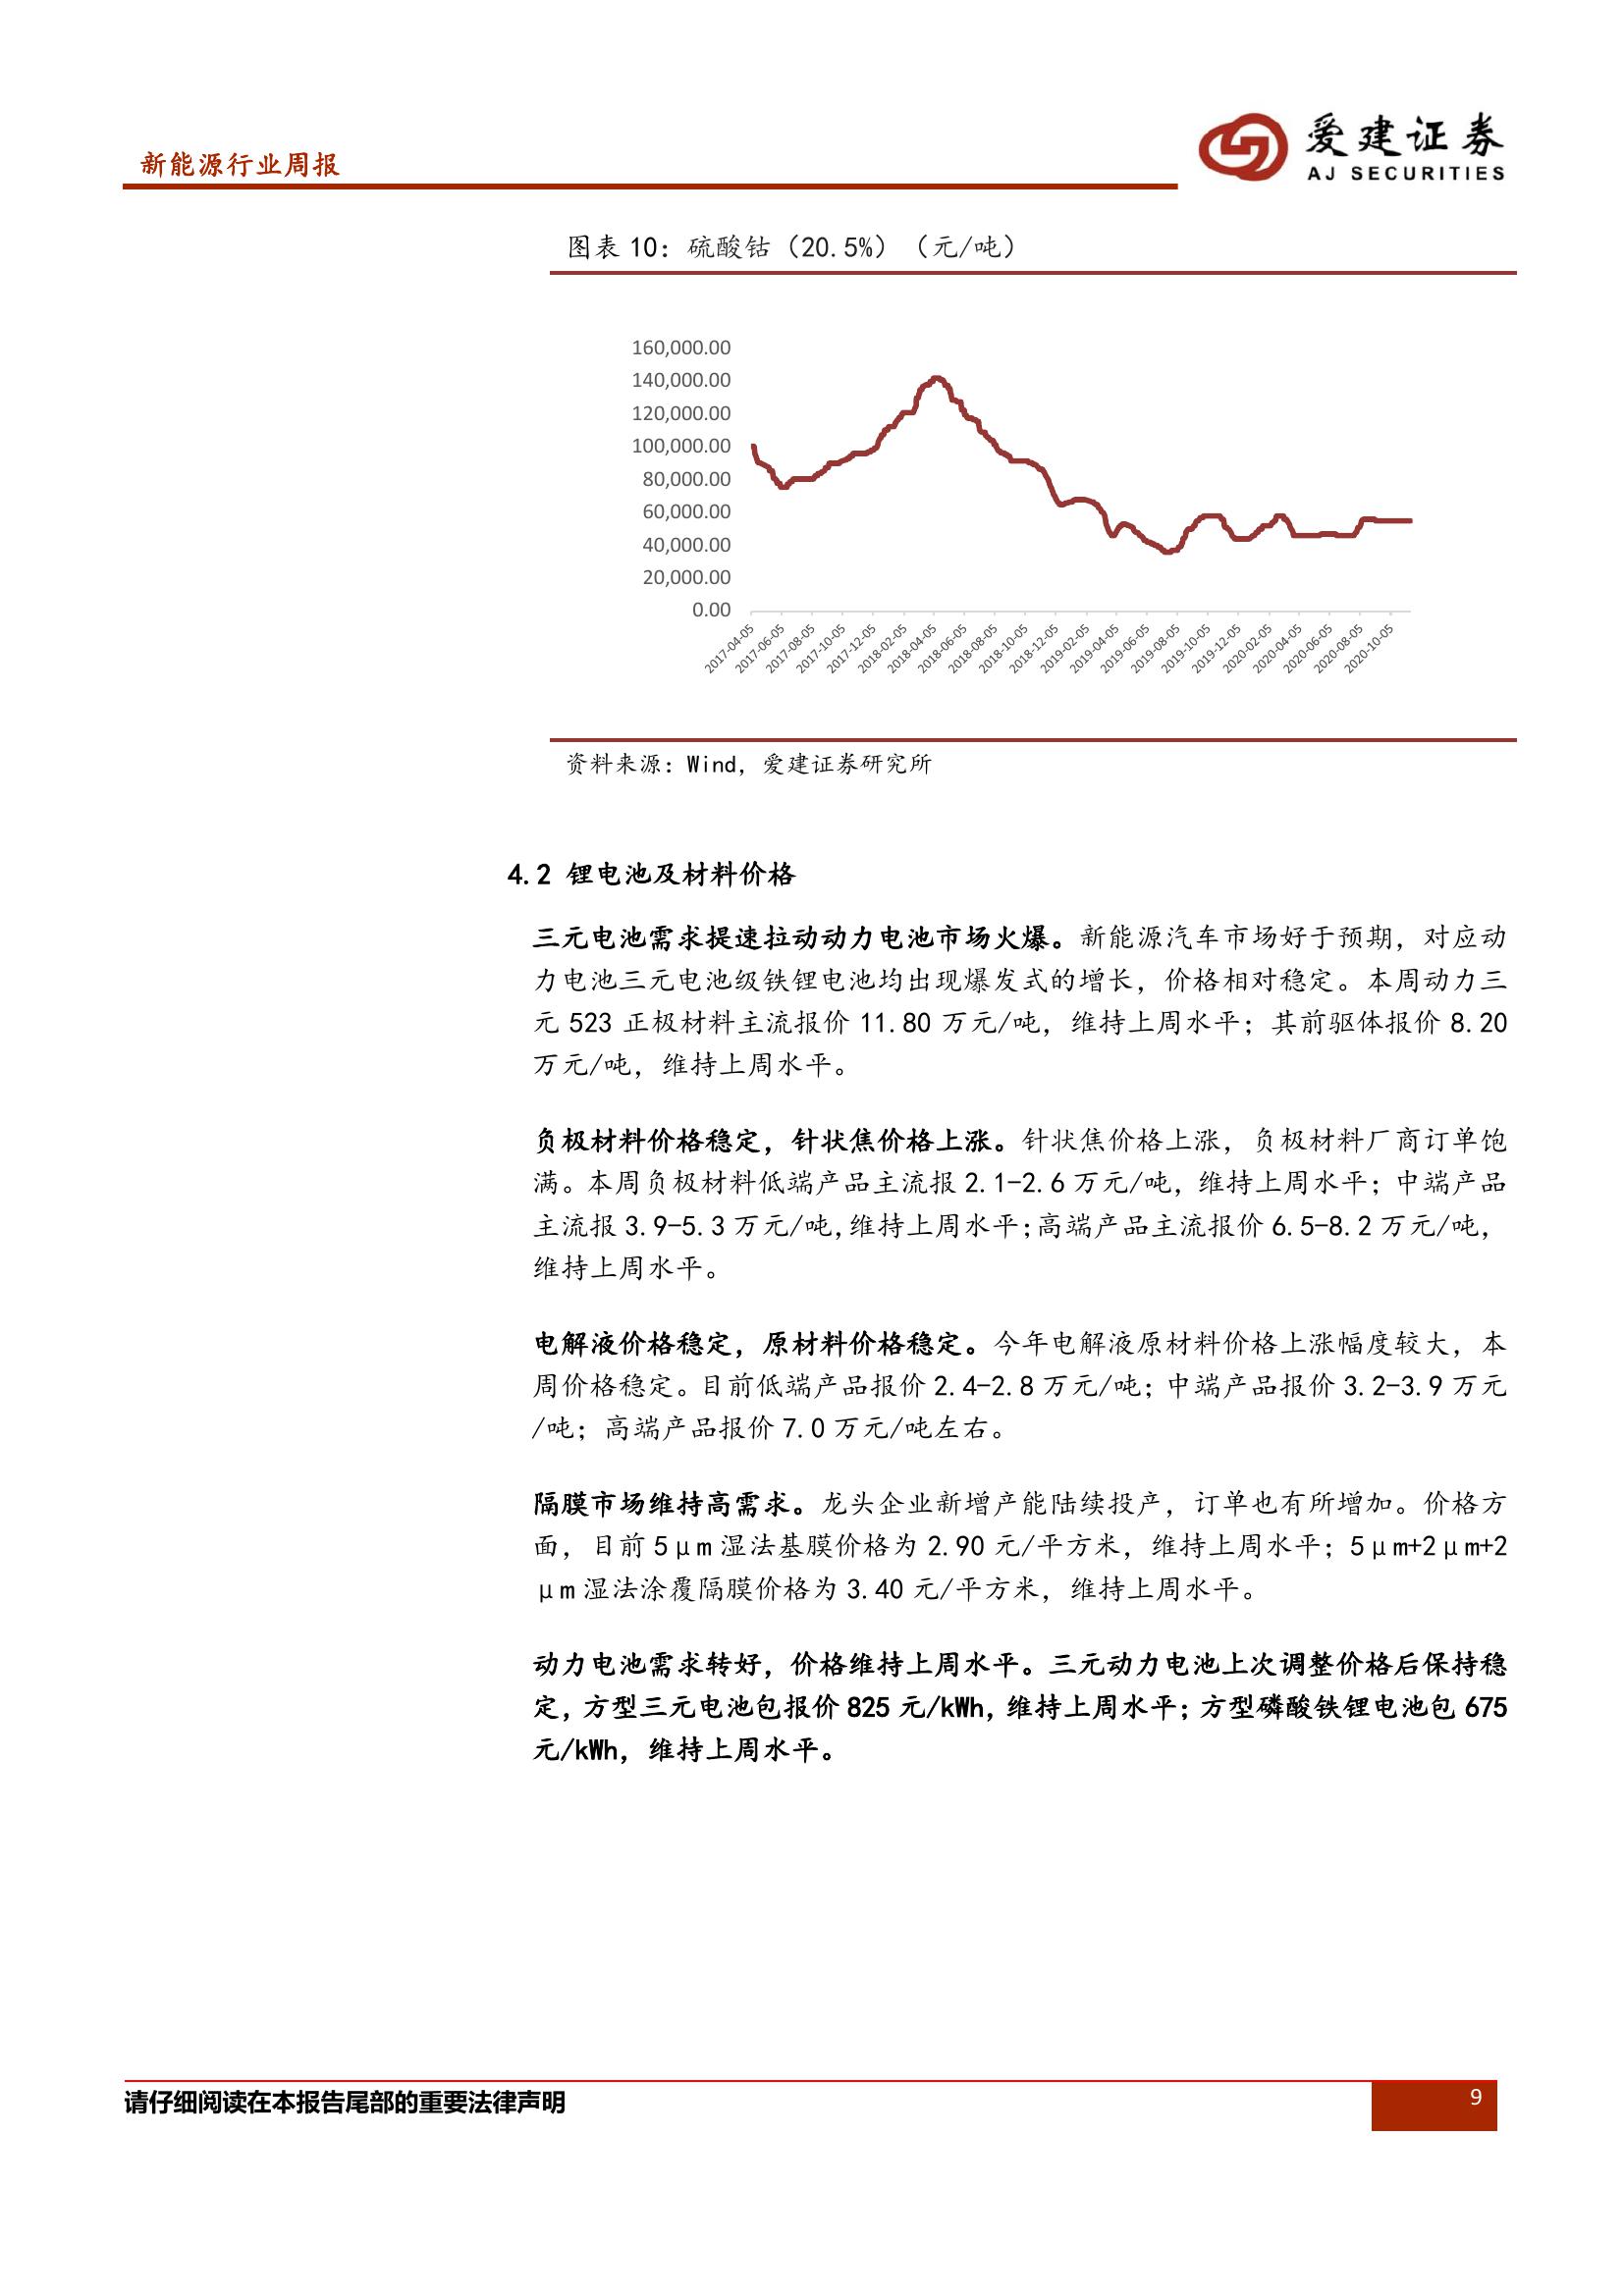 新能源行业周报
爱建证券
AJ SECURITIES
图表 10：硫酸钴（20.5%）（元/吨）
160,000.00
140,000.00
120,000.00
100,000.00
80,000.00
60,000.00
40,000.00
20,000.00
0.00
2017-04-05
2017-06-05
2017-08-05
2017-10-05
2017-12-05
2018-02-05
2018-04-05
2018-06-05
2018-08-05
2018-10-05
2018-12-05
2019-02-05
2019-04-05
2019-06-05
2019-08-05
2019-10-05
2019-12-05
2020-02-05
2020-04-05
2020-06-05
2020-08-05
2020-10-05
资料来源：Wind，爱建证券研究所
4.2 锂电池及材料价格
三元电池需求提速拉动动力电池市场火爆。新能源汽车市场好于预期，对应动
力电池三元电池级铁锂电池均出现爆发式的增长，价格相对稳定。本周动力三
元 523 正极材料主流报价 11.80 万元/吨，维持上周水平；其前驱体报价 8.20
万元/吨，维持上周水平。
负极材料价格稳定，针状焦价格上涨。针状焦价格上涨，负极材料厂商订单饱
满。本周负极材料低端产品主流报 2.1-2.6 万元/吨，维持上周水平；中端产品
主流报 3.9-5.3 万元/吨,维持上周水平;高端产品主流报价 6.5-8.2 万元/吨，
维持上周水平。
电解液价格稳定，原材料价格稳定。今年电解液原材料价格上涨幅度较大，本
周价格稳定。目前低端产品报价 2.4-2.8 万元/吨；中端产品报价 3.2-3.9 万元
/吨；高端产品报价 7.0 万元/吨左右。
隔膜市场维持高需求。龙头企业新增产能陆续投产，订单也有所增加。价格方
面，目前 5μm 湿法基膜价格为 2.90 元/平方米，维持上周水平；5μm+2μm+2
μm 湿法涂覆隔膜价格为 3.40 元/平方米，维持上周水平。
动力电池需求转好，价格维持上周水平。三元动力电池上次调整价格后保持稳
定，方型三元电池包报价 825 元/kWh，维持上周水平；方型磷酸铁锂电池包 675
元/kWh，维持上周水平。
请仔细阅读在本报告尾部的重要法律声明
9